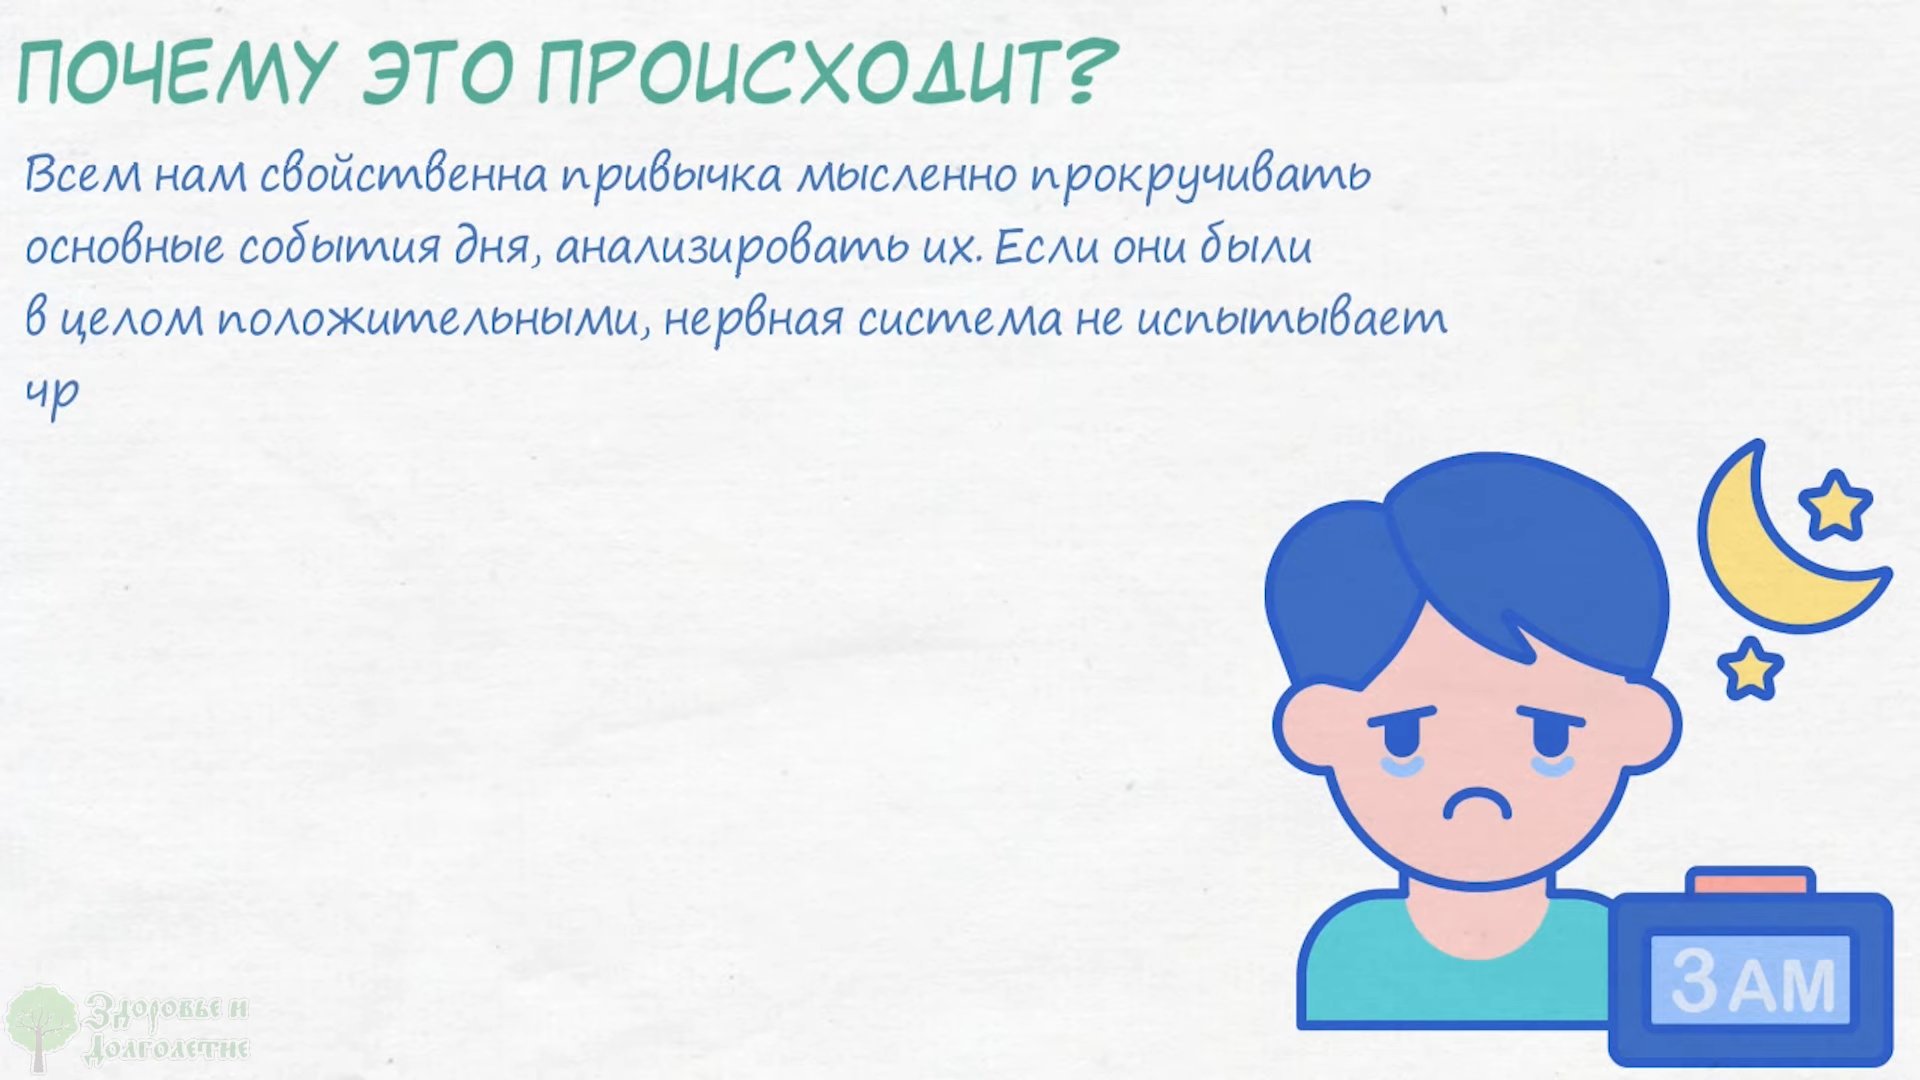 ПОЧЕМУ ЭТО ПРОИСХОДИТ?
Всем нам свойственна привычка мысленно прокручивать
основные события дня, анализировать их. Если они были
в целом положительными, нервная система не испытывает
чр
3 AM
Здоровье и
Долголетие